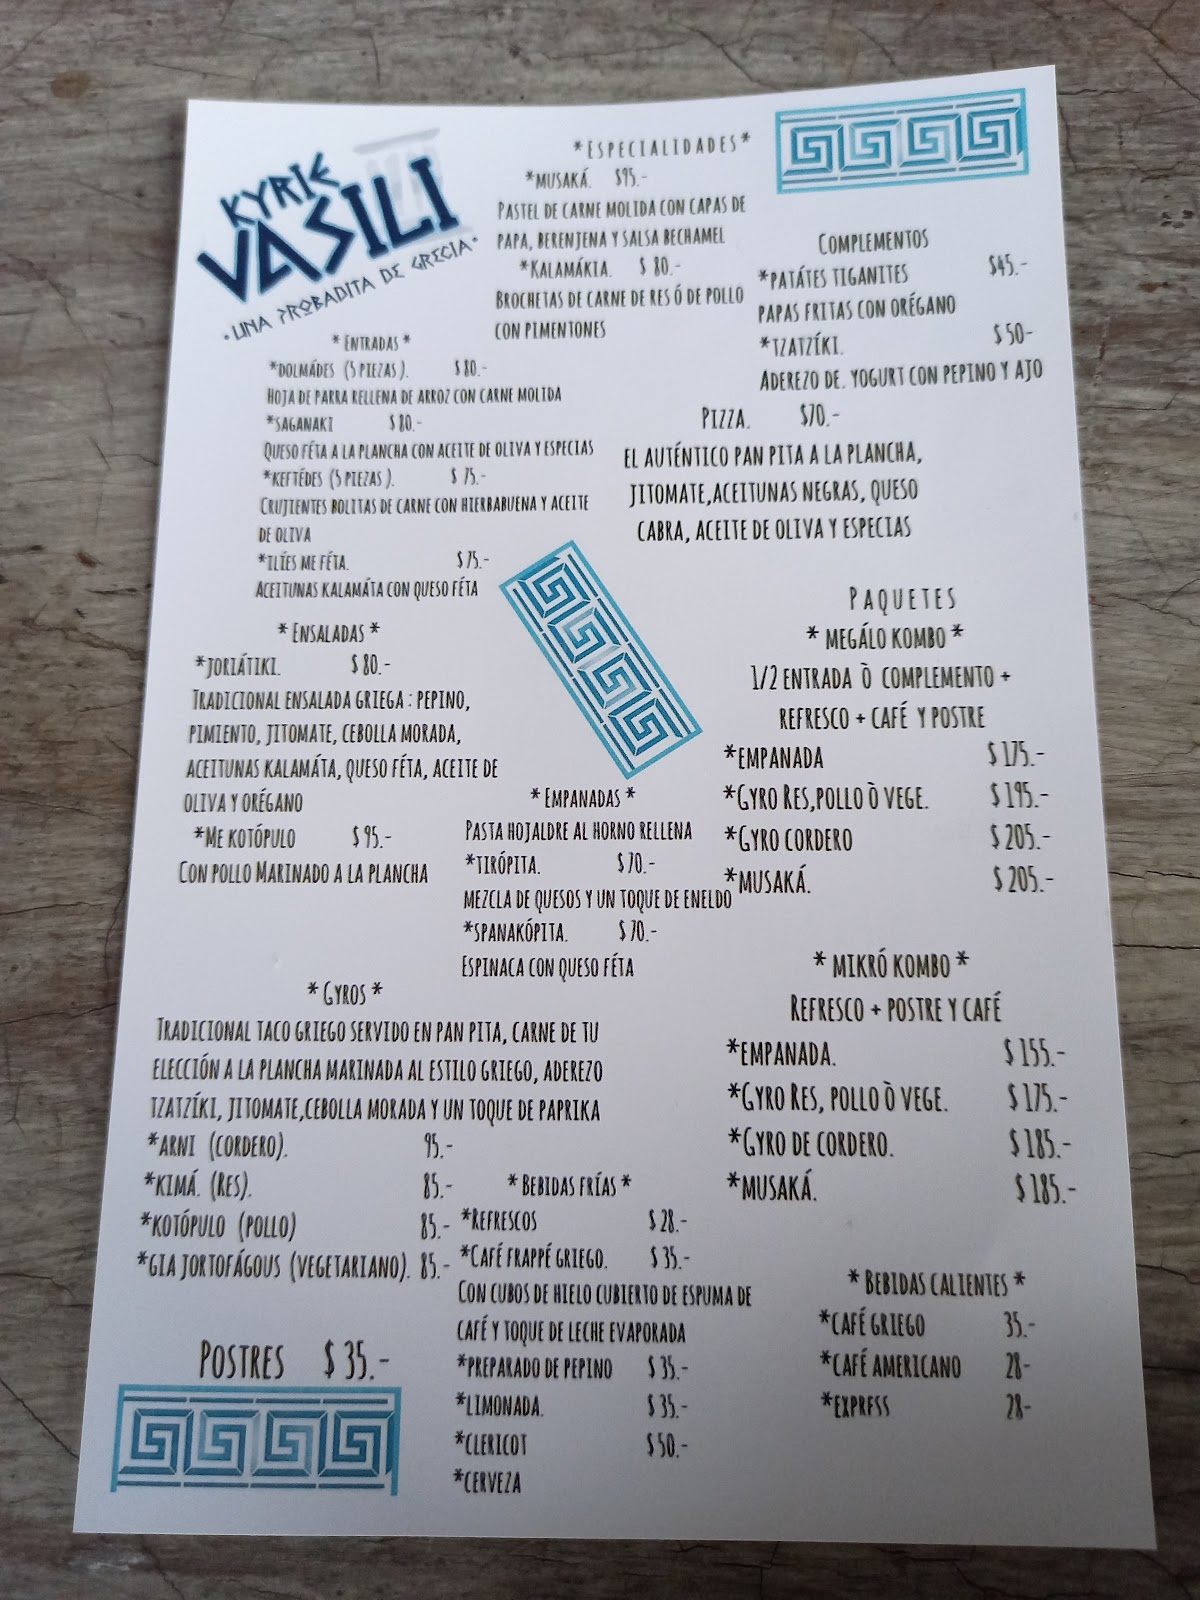 KYRIE
VASILI
·UNA PROBADITA DE GRECIA·
*ENTRADAS*
*DOLMÁDES (5 PIEZAS). $80.-
HOJA DE PARRA RELLENA DE ARROZ CON CARNE MOLIDA
*SAGANAKI $80.-
QUESO FÉTA A LA PLANCHA CON ACEITE DE OLIVA Y ESPECIAS
*KEFTÉDES (5 PIEZAS). $75.-
CRUJIENTES BOLITAS DE CARNE CON HIERBABUENA Y ACEITE
DE OLIVA
*ILÍES ME FÉTA. $75.-
ACEITUNAS KALAMÁTA CON QUESO FÉTA
*ENSALADAS*
*JORIÁTIKI. $80.-
TRADICIONAL ENSALADA GRIEGA : PEPINO,
PIMIENTO, JITOMATE, CEBOLLA MORADA,
ACEITUNAS KALAMÁTA, QUESO FÉTA, ACEITE DE
OLIVA Y ORÉGANO
*ME KOTÓPULO $95.-
CON POLLO MARINADO A LA PLANCHA
*GYROS*
TRADICIONAL TACO GRIEGO SERVIDO EN PAN PITA, CARNE DE TU
ELECCIÓN A LA PLANCHA MARINADA AL ESTILO GRIEGO, ADEREZO
TZATZÍKI, JITOMATE,CEBOLLA MORADA Y UN TOQUE DE PAPRIKA
*ARNI (CORDERO). 95.-
*KIMÁ. (RES). 85.-
*KOTÓPULO (POLLO) 85.-
*GIA JORTOFÁGOUS (VEGETARIANO). 85.-
POSTRES $35.-
*ESPECIALIDADES*
*MUSAKÁ. $95.-
PASTEL DE CARNE MOLIDA CON CAPAS DE
PAPA, BERENJENA Y SALSA BECHAMEL
*KALAMÁKIA. $80.-
BROCHETAS DE CARNE DE RES Ó DE POLLO
CON PIMENTONES
COMPLEMENTOS
*PATÁTES TIGANITES $45.-
PAPAS FRITAS CON ORÉGANO
*TZATZÍKI. $50-
ADEREZO DE. YOGURT CON PEPINO Y AJO
PIZZA. $70.-
EL AUTÉNTICO PAN PITA A LA PLANCHA,
JITOMATE,ACEITUNAS NEGRAS, QUESO
CABRA, ACEITE DE OLIVA Y ESPECIAS
*EMPANADAS*
PASTA HOJALDRE AL HORNO RELLENA
*TIRÓPITA. $70.-
MEZCLA DE QUESOS Y UN TOQUE DE ENELDO
*SPANAKÓPITA. $70.-
ESPINACA CON QUESO FÉTA
*BEBIDAS FRÍAS*
*REFRESCOS $28.-
*CAFÉ FRAPPÉ GRIEGO. $35.-
CON CUBOS DE HIELO CUBIERTO DE ESPUMA DE
CAFÉ Y TOQUE DE LECHE EVAPORADA
*PREPARADO DE PEPINO $35.-
*LIMONADA. $35.-
*CLERICOT $50.-
*CERVEZA
PAQUETES
*MEGÁLO KOMBO*
1/2 ENTRADA Ò COMPLEMENTO +
REFRESCO + CAFÉ Y POSTRE
*EMPANADA $175.-
*GYRO RES,POLLO Ò VEGE. $195.-
*GYRO CORDERO $205.-
*MUSAKÁ. $205.-
*MIKRÓ KOMBO*
REFRESCO + POSTRE Y CAFÉ
*EMPANADA. $155.-
*GYRO RES, POLLO Ò VEGE. $175.-
*GYRO DE CORDERO. $185.-
*MUSAKÁ. $185.-
*BEBIDAS CALIENTES*
*CAFÉ GRIEGO 35.-
*CAFÉ AMERICANO 28-
*EXPRESS 28-